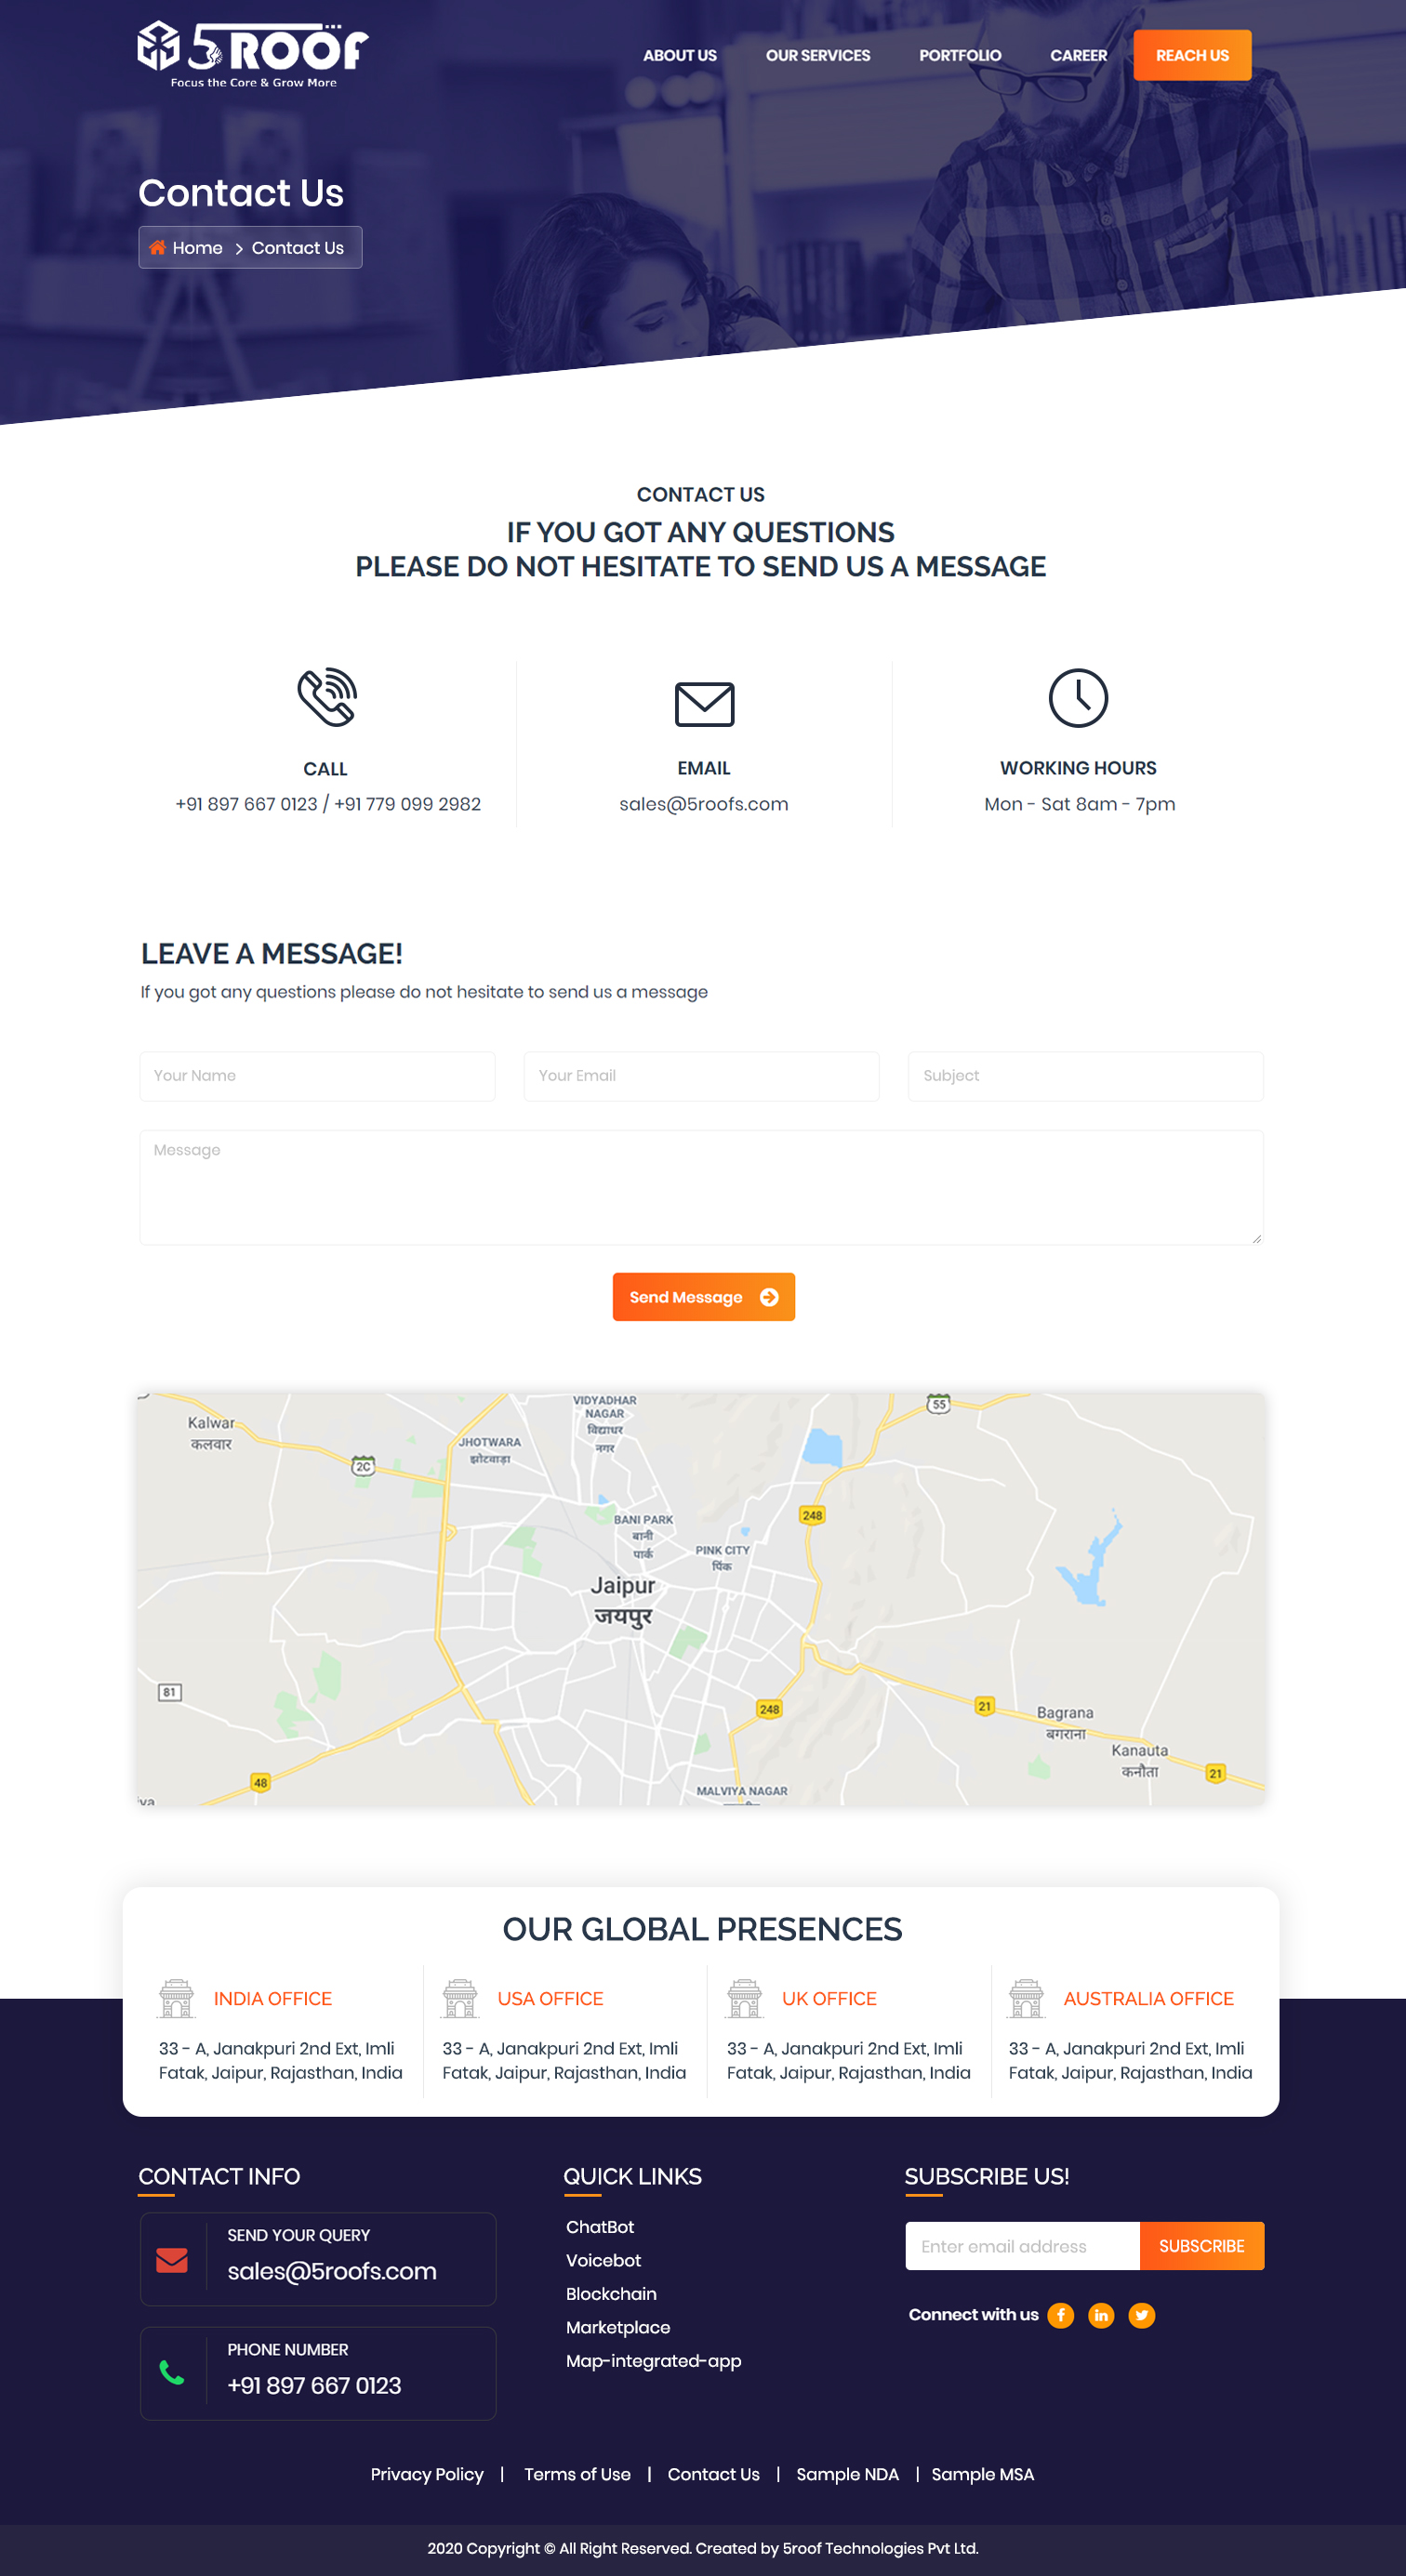 5ROOF
Focus the Core & Grow More
ABOUT US
OUR SERVICES
PORTFOLIO
CAREER
REACH US
Contact Us
Home > Contact Us
CONTACT US
IF YOU GOT ANY QUESTIONS
PLEASE DO NOT HESITATE TO SEND US A MESSAGE
CALL
+91 897 667 0123 / +91 779 099 2982
EMAIL
sales@5roofs.com
WORKING HOURS
Mon - Sat 8am - 7pm
LEAVE A MESSAGE!
If you got any questions please do not hesitate to send us a message
Your Name
Your Email
Subject
Message
Send Message
VIDYADHAR
NAGAR
विद्याधर
नगर
55
Kalwar
कलवार
JHOTWARA
झोटवाड़ा
2C
248
BANI PARK
बानी
पार्क
PINK CITY
पिंक
Jaipur
जयपुर
81
248
21
Bagrana
बगराना
Kanauta
कनौता
48
21
MALVIYA NAGAR
OUR GLOBAL PRESENCES
INDIA OFFICE
33 - A, Janakpuri 2nd Ext, Imli
Fatak, Jaipur, Rajasthan, India
USA OFFICE
33 - A, Janakpuri 2nd Ext, Imli
Fatak, Jaipur, Rajasthan, India
UK OFFICE
33 - A, Janakpuri 2nd Ext, Imli
Fatak, Jaipur, Rajasthan, India
AUSTRALIA OFFICE
33 - A, Janakpuri 2nd Ext, Imli
Fatak, Jaipur, Rajasthan, India
CONTACT INFO
SEND YOUR QUERY
sales@5roofs.com
PHONE NUMBER
+91 897 667 0123
QUICK LINKS
ChatBot
Voicebot
Blockchain
Marketplace
Map-integrated-app
SUBSCRIBE US!
Enter email address
SUBSCRIBE
Connect with us
Privacy Policy | Terms of Use | Contact Us | Sample NDA | Sample MSA
2020 Copyright © All Right Reserved. Created by 5roof Technologies Pvt Ltd.